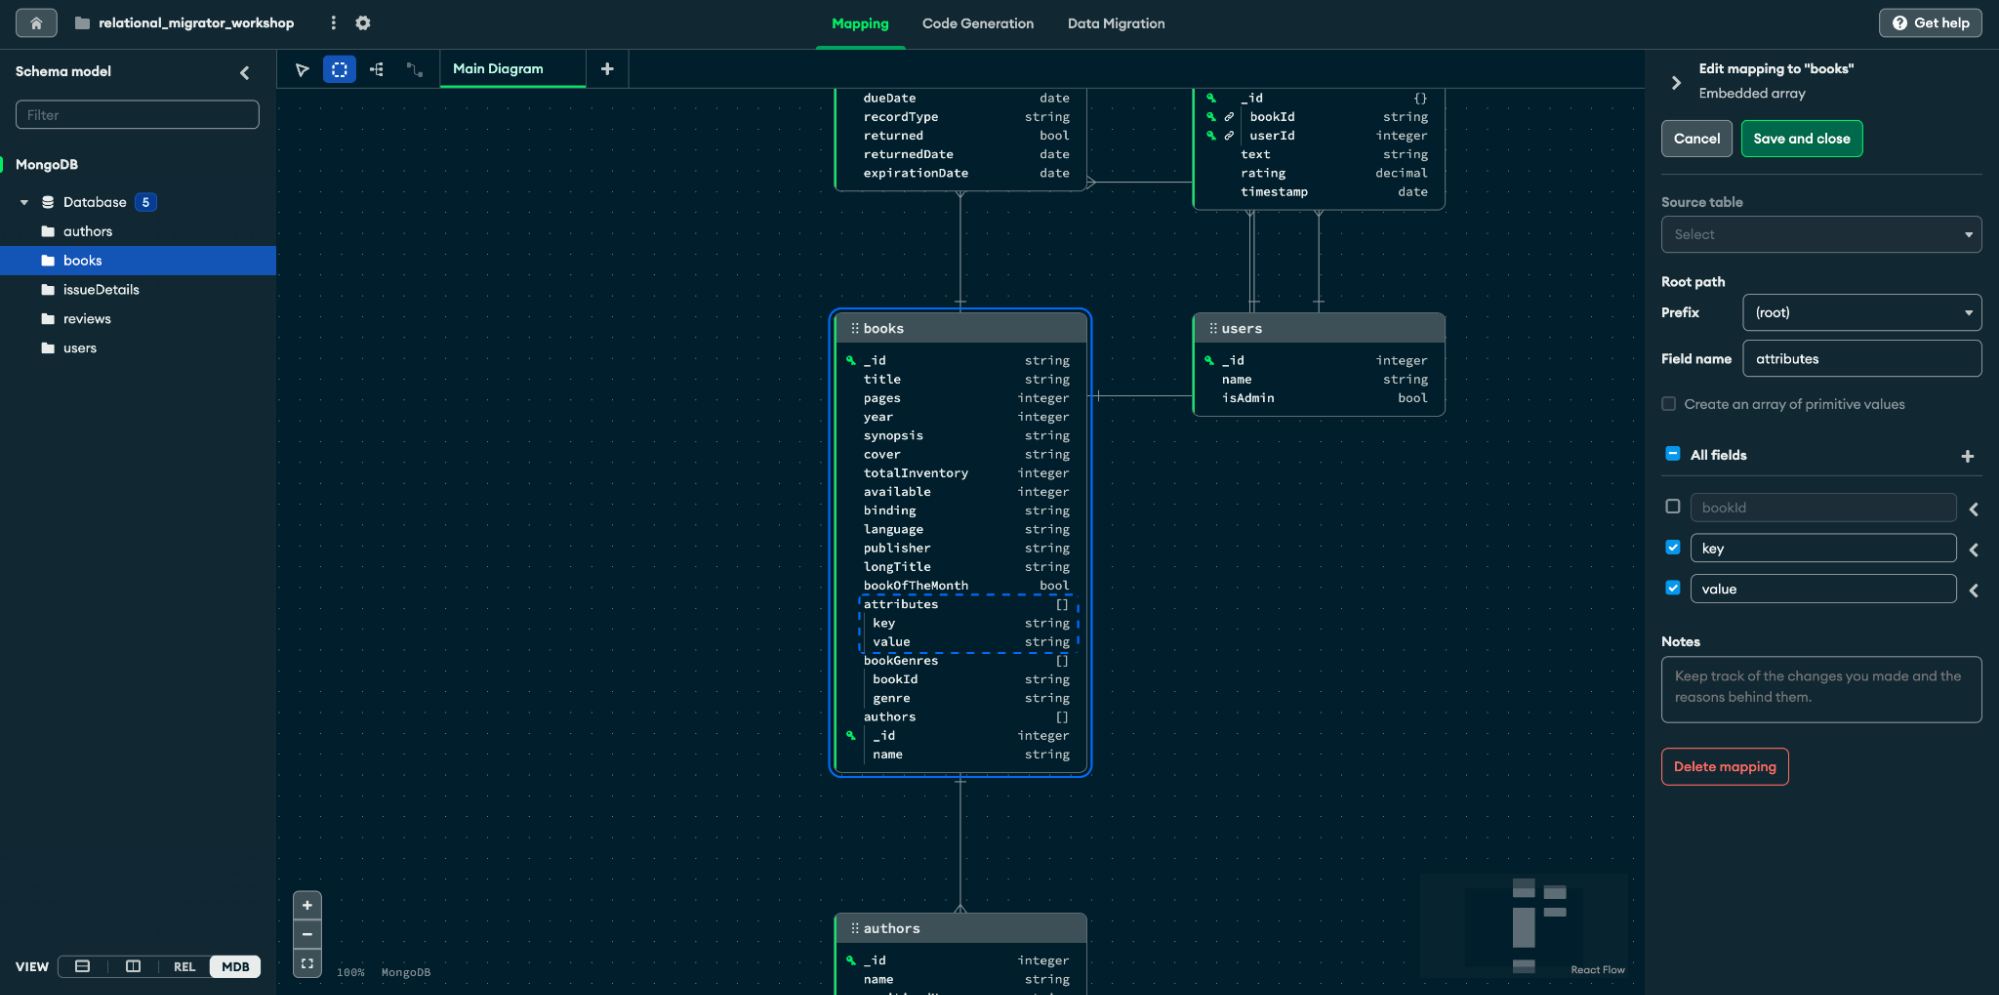 relational_migrator_workshop
Mapping
Code Generation
Data Migration
Get help
Schema model
Filter
MongoDB
Database 5
authors
books
issueDetails
reviews
users
VIEW
REL
MDB
Main Diagram
dueDate date
recordType string
returned bool
returnedDate date
expirationDate date
_id {}
bookId string
userId integer
text string
rating decimal
timestamp date
books
_id string
title string
pages integer
year integer
synopsis string
cover string
totalInventory integer
available integer
binding string
language string
publisher string
longTitle string
bookOfTheMonth bool
attributes []
key string
value string
bookGenres []
bookId string
genre string
authors []
_id integer
name string
users
_id integer
name string
isAdmin bool
authors
_id integer
name string
100% MongoDB
React Flow
Edit mapping to "books"
Embedded array
Cancel
Save and close
Source table
Select
Root path
Prefix (root)
Field name attributes
Create an array of primitive values
All fields
bookId
key
value
Notes
Keep track of the changes you made and the
reasons behind them.
Delete mapping